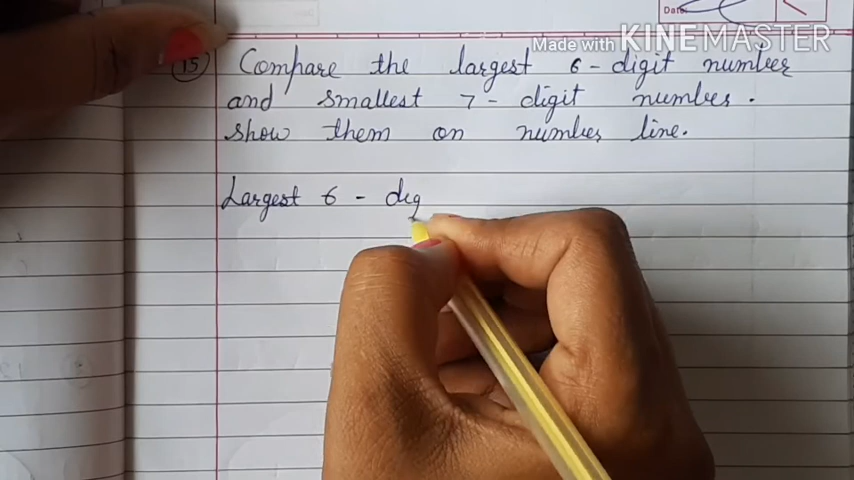 Date:
Made with KINEMASTER
15 Compare the largest 6 - digit number
and smallest 7 - digit number.
show them on number line.
Largest 6 - dig